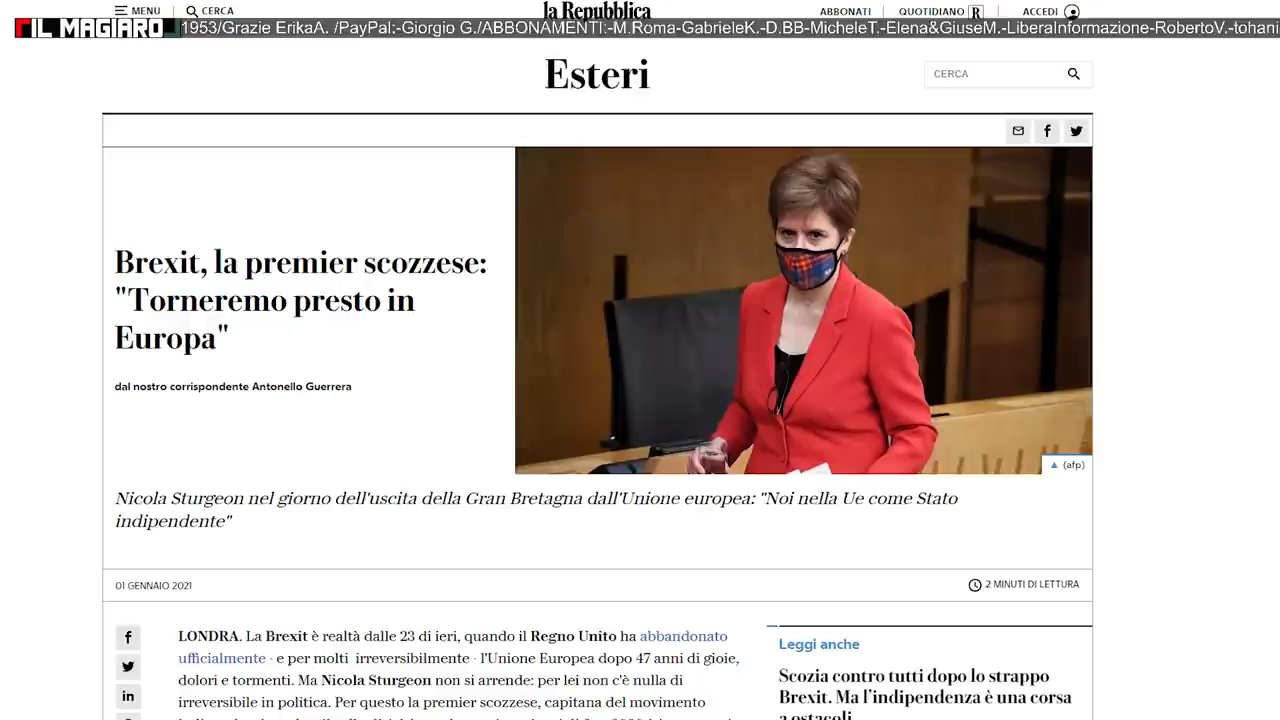 MENU
CERCA
la Repubblica
ABBONATI
QUOTIDIANO R
ACCEDI
IL MAGIARO
1953/Grazie ErikaA. /PayPal:-Giorgio G./ABBONAMENTI:-M.Roma-GabrieleK.-D.BB-MicheleT.-Elena&GiuseM.-LiberaInformazione-RobertoV.-tohani
Esteri
CERCA
Brexit, la premier scozzese:
"Torneremo presto in
Europa"
dal nostro corrispondente Antonello Guerrera
(afp)
Nicola Sturgeon nel giorno dell'uscita della Gran Bretagna dall'Unione europea: "Noi nella Ue come Stato
indipendente"
01 GENNAIO 2021
2 MINUTI DI LETTURA
LONDRA. La Brexit è realtà dalle 23 di ieri, quando il Regno Unito ha abbandonato
ufficialmente - e per molti irreversibilmente - l'Unione Europea dopo 47 anni di gioie,
dolori e tormenti. Ma Nicola Sturgeon non si arrende: per lei non c'è nulla di
irreversibile in politica. Per questo la premier scozzese, capitana del movimento
Leggi anche
Scozia contro tutti dopo lo strappo
Brexit. Ma l'indipendenza è una corsa
a ostacoli